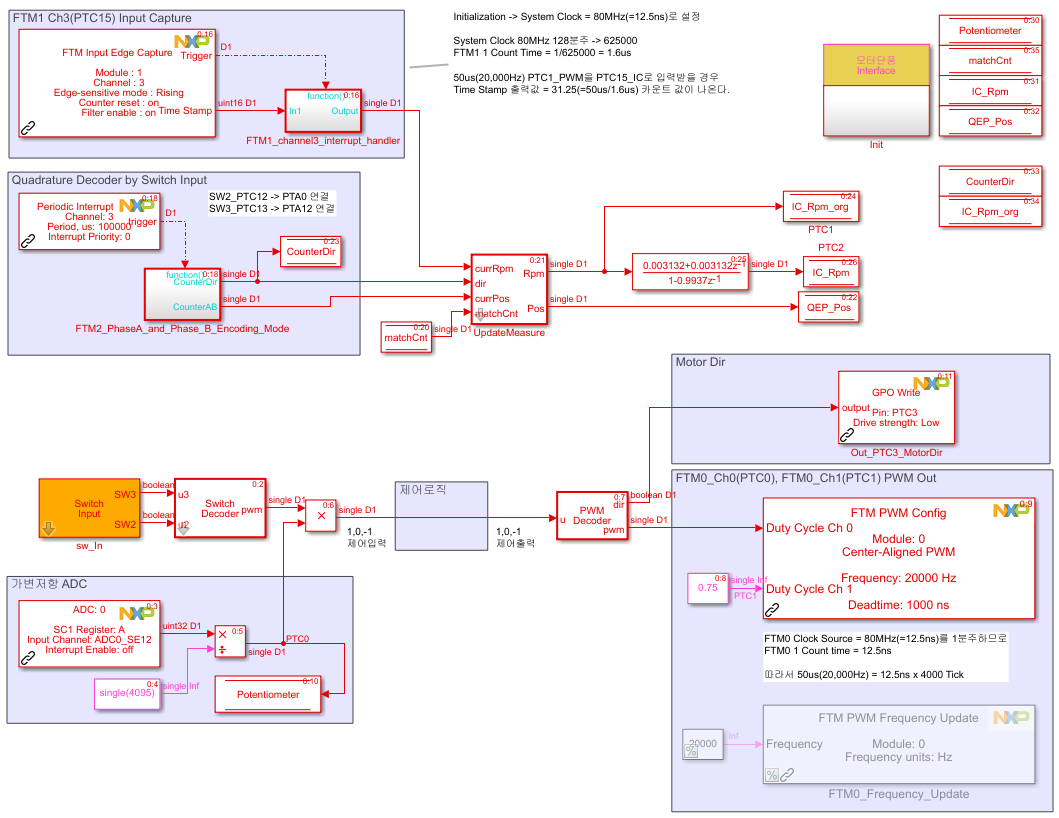 FTM1 Ch3(PTC15) Input Capture
0:16
NXP
FTM Input Edge Capture
Trigger
D1
Module : 1
Channel : 3
Edge-sensitive mode : Rising
Counter reset : on
Filter enable : on
Time Stamp
uint16 D1
function()
0:16
In1
Output
single D1
FTM1_channel3_interrupt_handler
Initialization -> System Clock = 80MHz(=12.5ns)로 설정
System Clock 80MHz 128분주 -> 625000
FTM1 1 Count Time = 1/625000 = 1.6us
50us(20,000Hz) PTC1_PWM을 PTC15_IC로 입력받을 경우
Time Stamp 출력값 = 31.25(=50us/1.6us) 카운트 값이 나온다.
모터단품
Interface
Init
0:30
Potentiometer
0:35
matchCnt
0:31
IC_Rpm
0:32
QEP_Pos
0:33
CounterDir
0:34
IC_Rpm_org
Quadrature Decoder by Switch Input
0:18
NXP
Periodic Interrupt
Channel: 3
Period, us: 100000
Interrupt Priority: 0
trigger
D1
SW2_PTC12 -> PTA0 연결
SW3_PTC13 -> PTA12 연결
function()
0:18
CounterDir
single D1
CounterAB
single D1
FTM2_PhaseA_and_Phase_B_Encoding_Mode
0:23
CounterDir
0:20
matchCnt
single D1
0:21
currRpm
dir
currPos
matchCnt
Rpm
Pos
UpdateMeasure
single D1
single D1
0:24
IC_Rpm_org
PTC1
0:25
0.003132+0.003132z-1
1-0.9937z-1
single D1
PTC2
0:26
IC_Rpm
0:22
QEP_Pos
Motor Dir
0:11
NXP
GPO Write
output
Pin: PTC3
Drive strength: Low
Out_PTC3_MotorDir
SW3
Switch
Input
SW2
sw_In
boolean
boolean
0:2
u3
Switch
Decoder
pwm
u2
single D1
0:6
×
single D1
1,0,-1
제어입력
제어로직
1,0,-1
제어출력
0:7
u
PWM
Decoder
dir
pwm
boolean D1
single D1
FTM0_Ch0(PTC0), FTM0_Ch1(PTC1) PWM Out
0:9
NXP
FTM PWM Config
Duty Cycle Ch 0
Module: 0
Center-Aligned PWM
Frequency: 20000 Hz
Duty Cycle Ch 1
Deadtime: 1000 ns
0:8
0.75
single Inf
PTC1
FTM0 Clock Source = 80MHz(=12.5ns)를 1분주하므로
FTM0 1 Count time = 12.5ns
따라서 50us(20,000Hz) = 12.5ns x 4000 Tick
20000
Inf
NXP
FTM PWM Frequency Update
Frequency
Module: 0
Frequency units: Hz
FTM0_Frequency_Update
가변저항 ADC
0:3
NXP
ADC: 0
SC1 Register: A
Input Channel: ADC0_SE12
Interrupt Enable: off
uint32 D1
0:5
×
÷
single D1
PTC0
0:4
single(4095)
single Inf
0:10
Potentiometer